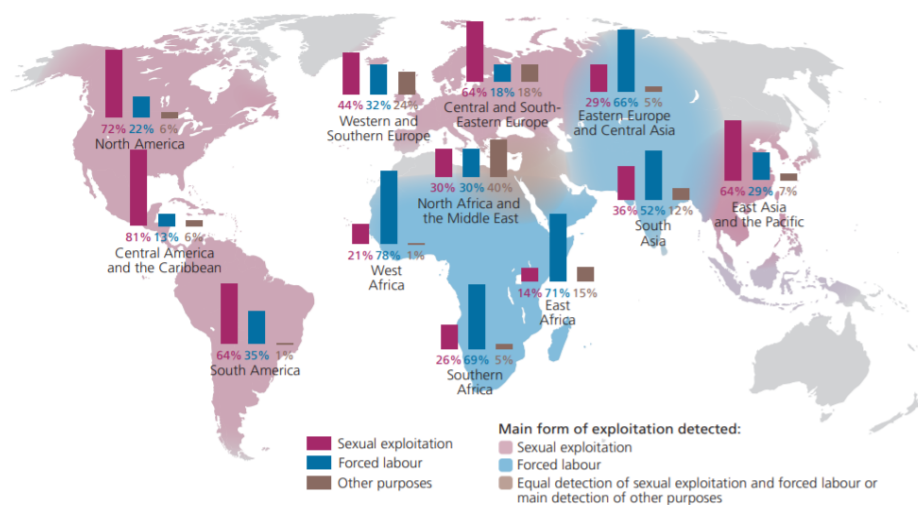 72% 22% 6%
North America
81% 13% 6%
Central America
and the Caribbean
64% 35% 1%
South America
44% 32% 24%
Western and
Southern Europe
64% 18% 18%
Central and South-
Eastern Europe
29% 66% 5%
Eastern Europe
and Central Asia
30% 30% 40%
North Africa and
the Middle East
21% 78% 1%
West
Africa
14% 71% 15%
East
Africa
26% 69% 5%
Southern
Africa
36% 52% 12%
South
Asia
64% 29% 7%
East Asia
and the Pacific
Sexual exploitation
Forced labour
Other purposes
Main form of exploitation detected:
Sexual exploitation
Forced labour
Equal detection of sexual exploitation and forced labour or
main detection of other purposes